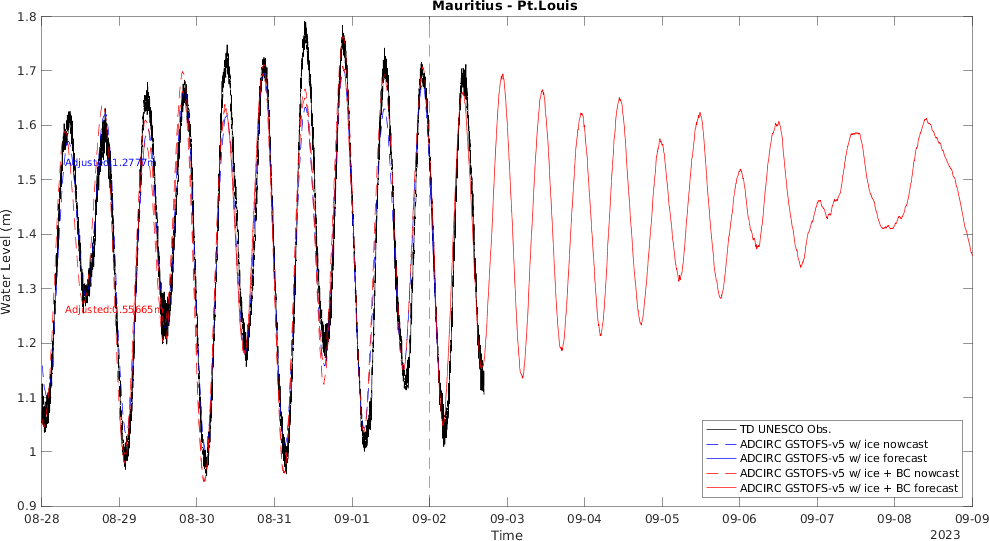 Mauritius - Pt.Louis
1.8
1.7
1.6
1.5
1.4
1.3
1.2
1.1
1
0.9
Water Level (m)
Adjusted:1.2777m
Adjusted:0.55665m
TD UNESCO Obs.
ADCIRC GSTOFS-v5 w/ ice nowcast
ADCIRC GSTOFS-v5 w/ ice forecast
ADCIRC GSTOFS-v5 w/ ice + BC nowcast
ADCIRC GSTOFS-v5 w/ ice + BC forecast
08-28 08-29 08-30 08-31 09-01 09-02 09-03 09-04 09-05 09-06 09-07 09-08 09-09
Time
2023